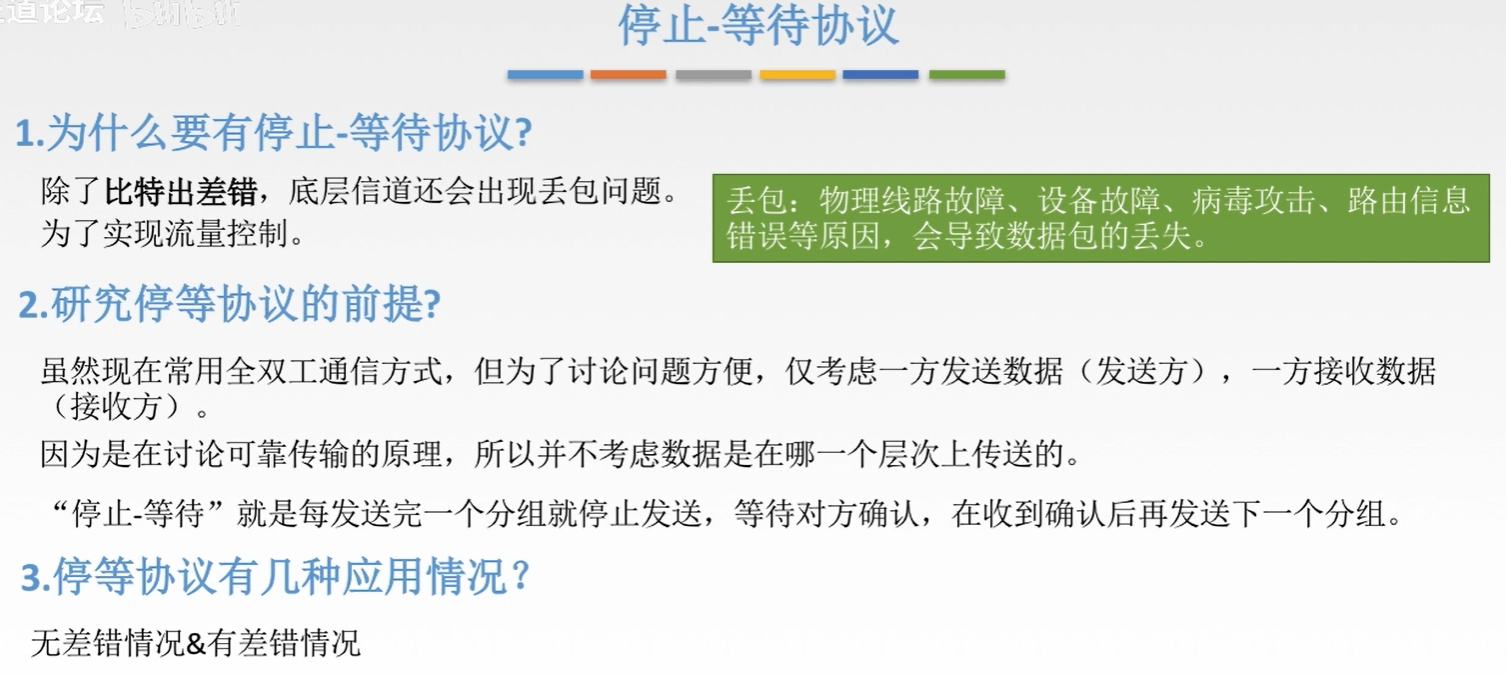 道论坛 bilibili
停止-等待协议
1.为什么要有停止-等待协议?
除了比特出差错，底层信道还会出现丢包问题。
为了实现流量控制。
丢包：物理线路故障、设备故障、病毒攻击、路由信息
错误等原因，会导致数据包的丢失。
2.研究停等协议的前提?
虽然现在常用全双工通信方式，但为了讨论问题方便，仅考虑一方发送数据（发送方），一方接收数据
（接收方）。
因为是在讨论可靠传输的原理，所以并不考虑数据是在哪一个层次上传送的。
“停止-等待”就是每发送完一个分组就停止发送，等待对方确认，在收到确认后再发送下一个分组。
3.停等协议有几种应用情况？
无差错情况&有差错情况